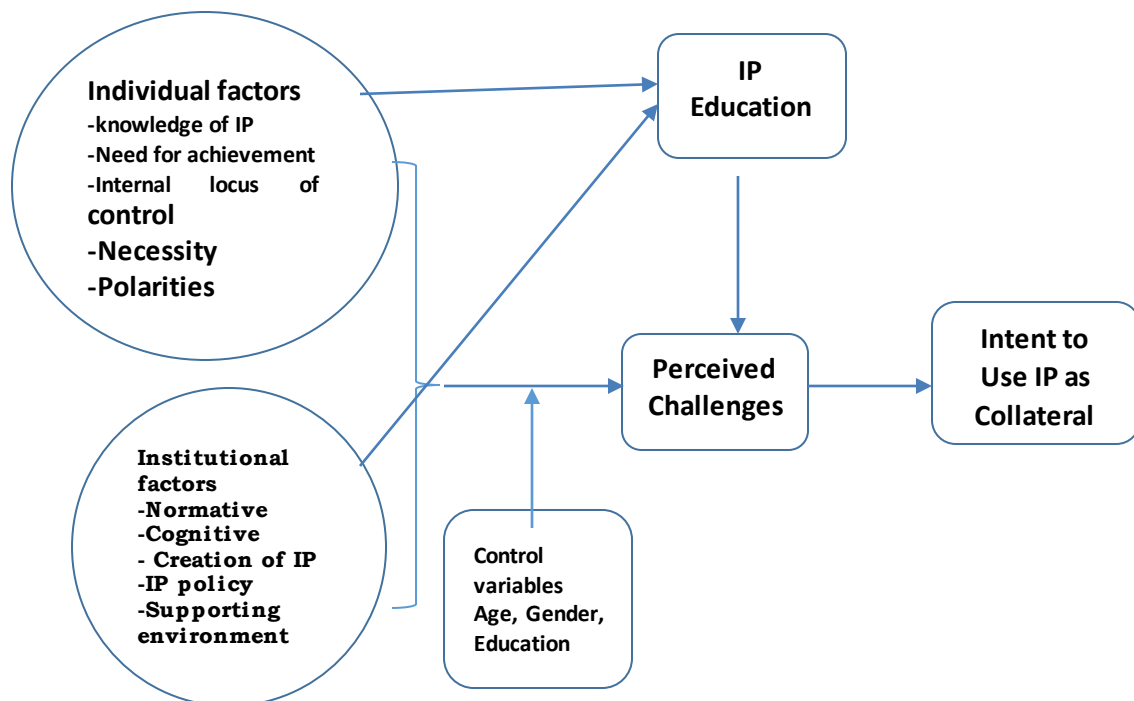 Individual factors
-knowledge of IP
-Need for achievement
-Internal locus of
control
-Necessity
-Polarities
IP
Education
Perceived
Challenges
Intent to
Use IP as
Collateral
Institutional
factors
-Normative
-Cognitive
- Creation of IP
-IP policy
-Supporting
environment
Control
variables
Age, Gender,
Education